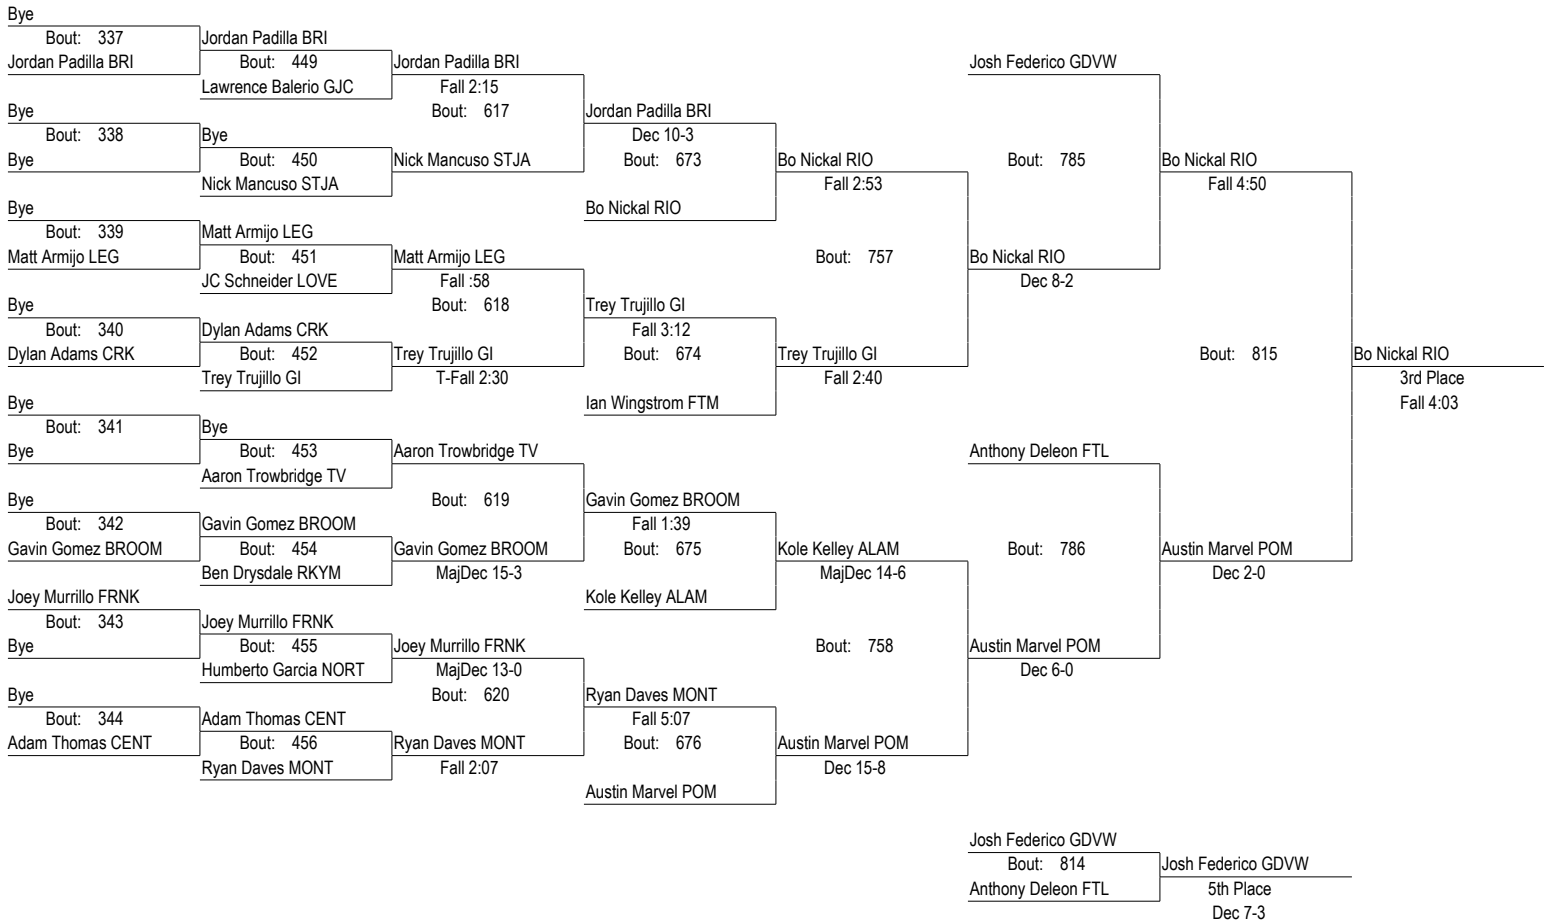 Bye
Bout: 337
Jordan Padilla BRI
Bye
Bout: 338
Bye
Bye
Bout: 339
Matt Armijo LEG
Bye
Bout: 340
Dylan Adams CRK
Bye
Bout: 341
Bye
Bye
Bout: 342
Gavin Gomez BROOM
Joey Murrillo FRNK
Bout: 343
Bye
Bye
Bout: 344
Adam Thomas CENT
Jordan Padilla BRI
Bout: 449
Lawrence Balerio GJC
Bye
Bout: 450
Nick Mancuso STJA
Matt Armijo LEG
Bout: 451
JC Schneider LOVE
Dylan Adams CRK
Bout: 452
Trey Trujillo GI
Bye
Bout: 453
Aaron Trowbridge TV
Gavin Gomez BROOM
Bout: 454
Ben Drysdale RKYM
Joey Murrillo FRNK
Bout: 455
Humberto Garcia NORT
Adam Thomas CENT
Bout: 456
Ryan Daves MONT
Jordan Padilla BRI
Fall 2:15
Bout: 617
Nick Mancuso STJA
Matt Armijo LEG
Fall :58
Bout: 618
Trey Trujillo GI
T-Fall 2:30
Aaron Trowbridge TV
Bout: 619
Gavin Gomez BROOM
MajDec 15-3
Joey Murrillo FRNK
MajDec 13-0
Bout: 620
Ryan Daves MONT
Fall 2:07
Jordan Padilla BRI
Dec 10-3
Bout: 673
Bo Nickal RIO
Trey Trujillo GI
Fall 3:12
Bout: 674
Ian Wingstrom FTM
Gavin Gomez BROOM
Fall 1:39
Bout: 675
Kole Kelley ALAM
Ryan Daves MONT
Fall 5:07
Bout: 676
Austin Marvel POM
Bo Nickal RIO
Fall 2:53
Bout: 757
Trey Trujillo GI
Fall 2:40
Kole Kelley ALAM
MajDec 14-6
Bout: 758
Austin Marvel POM
Dec 15-8
Josh Federico GDVW
Bout: 785
Bo Nickal RIO
Dec 8-2
Anthony Deleon FTL
Bout: 786
Austin Marvel POM
Dec 6-0
Bo Nickal RIO
Fall 4:50
Bout: 815
Austin Marvel POM
Dec 2-0
Bo Nickal RIO
3rd Place
Fall 4:03
Josh Federico GDVW
Bout: 814
Anthony Deleon FTL
Josh Federico GDVW
5th Place
Dec 7-3